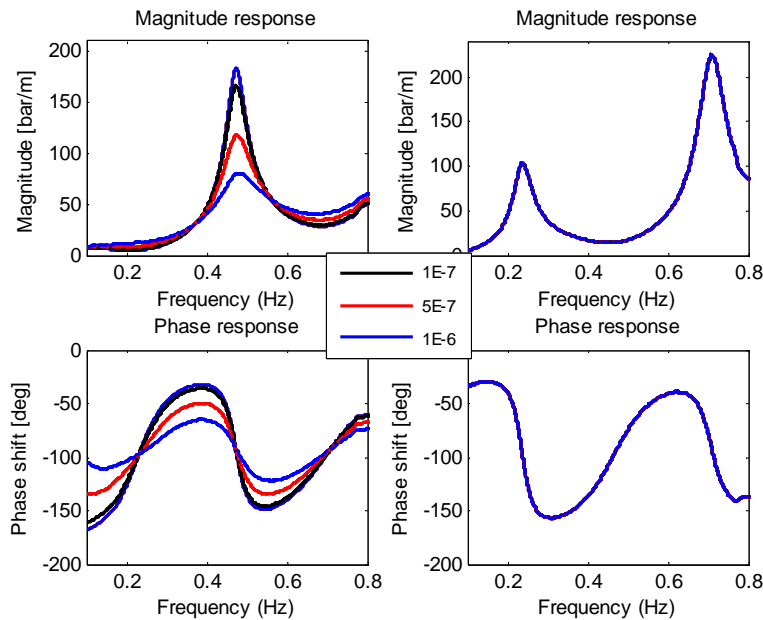 Magnitude response
Magnitude response
Magnitude [bar/m]
200
150
100
50
0
0.2
0.4
0.6
0.8
Frequency (Hz)
Magnitude [bar/m]
200
150
100
50
0
0.2
0.4
0.6
0.8
Frequency (Hz)
1E-7
5E-7
1E-6
Phase response
Phase response
Phase shift [deg]
0
-50
-100
-150
-200
0.2
0.4
0.6
0.8
Frequency (Hz)
Phase shift [deg]
0
-50
-100
-150
-200
0.2
0.4
0.6
0.8
Frequency (Hz)